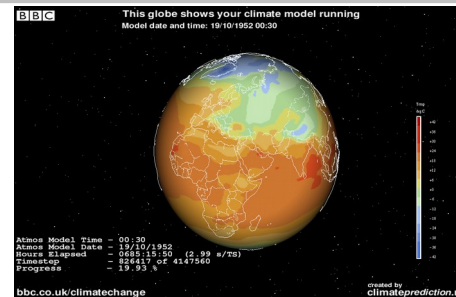 BBC
This globe shows your climate model running
Model date and time: 19/10/1952 00:30
Atmos Model Time - 00:30
Atmos Model Date - 19/10/1952
Hours Elapsed - 0685:15:50 (2.99 s/TS)
Timestep - 826417 of 4147560
Progress - 19.93 %
bbc.co.uk/climatechange
created by
climateprediction.